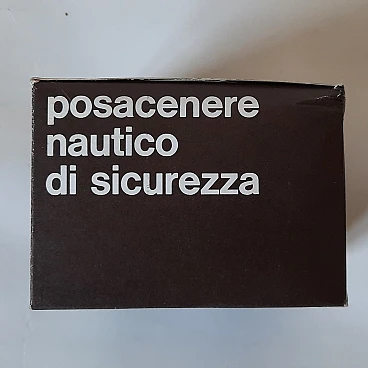 posacenere
nautico
di sicurezza